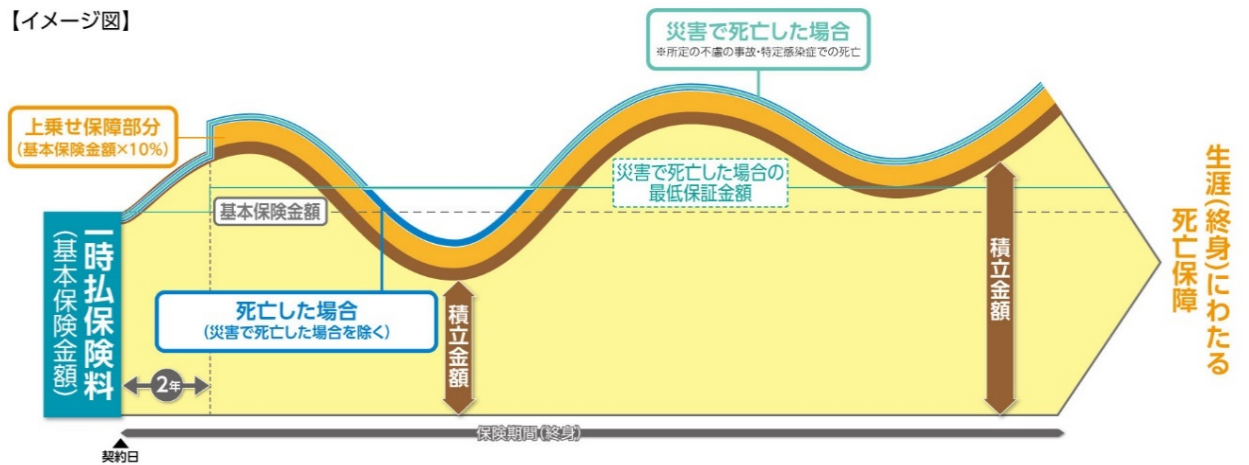 【イメージ図】
災害で死亡した場合
※所定の不慮の事故・特定感染症での死亡
上乗せ保障部分
(基本保険金額×10%)
災害で死亡した場合の
最低保証金額
基本保険金額
一時払保険料
(基本保険金額)
死亡した場合
(災害で死亡した場合を除く)
積立金額
積立金額
生涯(終身)にわたる
死亡保障
2年
保険期間(終身)
契約日